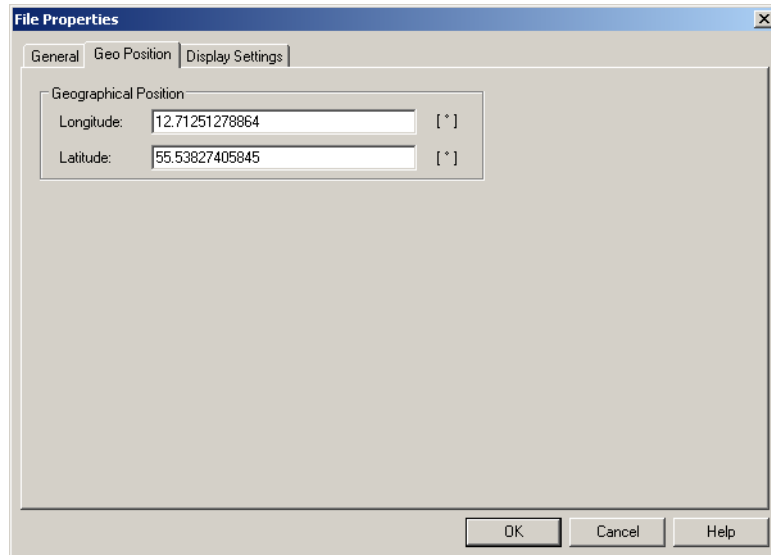 File Properties
General Geo Position Display Settings
Geographical Position
Longitude: 12.71251278864 [°]
Latitude: 55.53827405845 [°]
OK Cancel Help